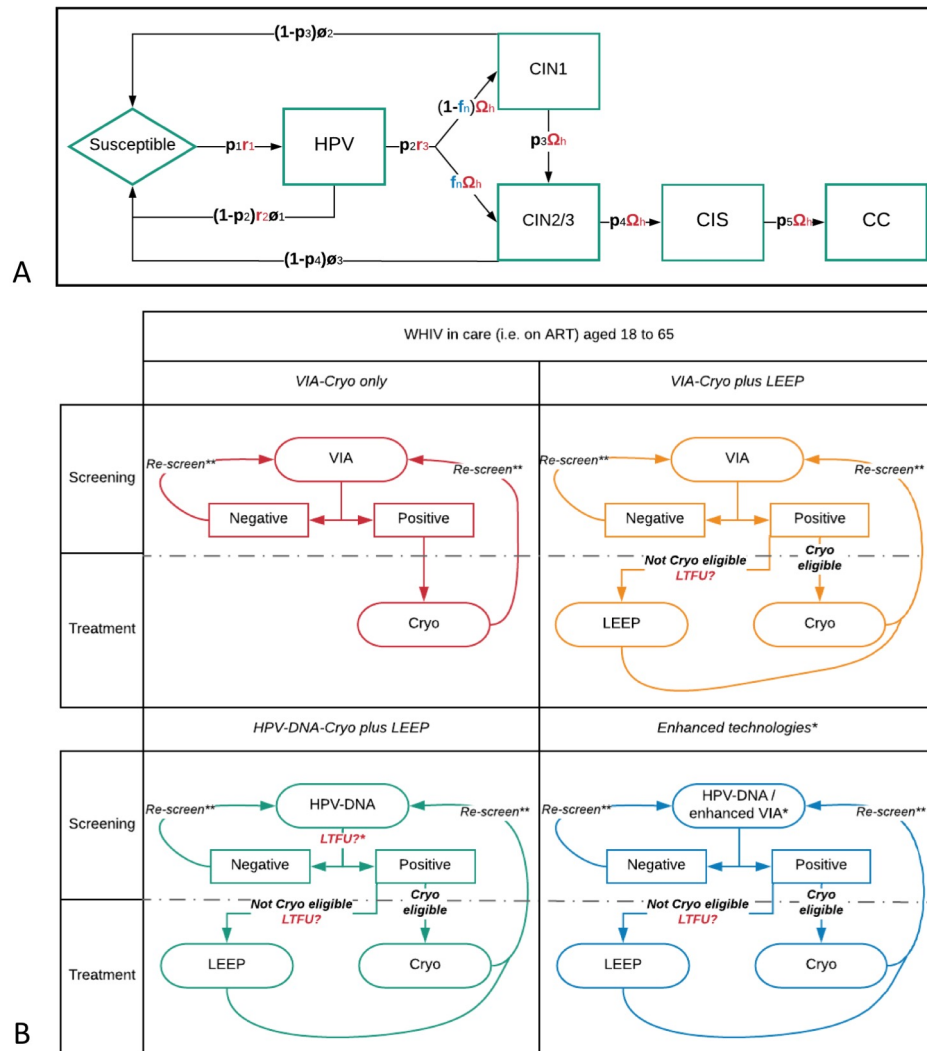 (1-p3)ø2
CIN1
(1-fn)Ωh
Susceptible
p1r1
HPV
p2r3
p3Ωh
fnΩh
(1-p2)r2ø1
CIN2/3
p4Ωh
CIS
p5Ωh
CC
(1-p4)ø3
A
WHIV in care (i.e. on ART) aged 18 to 65
VIA-Cryo only
VIA-Cryo plus LEEP
Screening
Re-screen**
VIA
Re-screen**
Negative
Positive
Re-screen**
VIA
Re-screen**
Negative
Positive
Treatment
Cryo
Not Cryo eligible
LTFU?
Cryo
eligible
LEEP
Cryo
HPV-DNA-Cryo plus LEEP
Enhanced technologies*
Screening
Re-screen**
HPV-DNA
Re-screen**
LTFU?*
Negative
Positive
Re-screen**
HPV-DNA /
enhanced VIA*
Re-screen**
Negative
Positive
Treatment
Not Cryo eligible
LTFU?
Cryo
eligible
LEEP
Cryo
Not Cryo eligible
LTFU?
Cryo
eligible
LEEP
Cryo
B